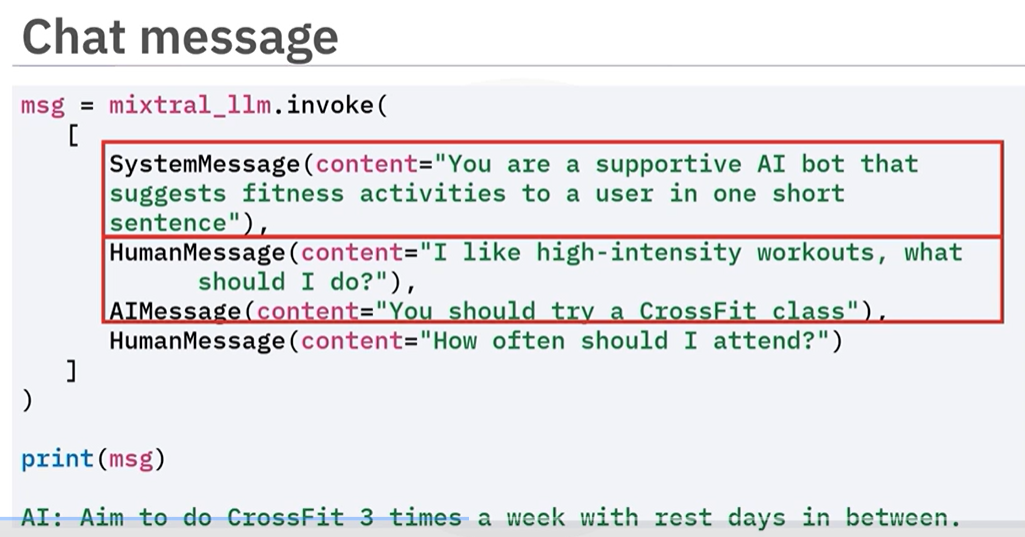 Chat message
msg = mixtral_llm.invoke(
[
SystemMessage(content="You are a supportive AI bot that
suggests fitness activities to a user in one short
sentence"),
HumanMessage(content="I like high-intensity workouts, what
should I do?"),
AIMessage(content="You should try a CrossFit class"),
HumanMessage(content="How often should I attend?")
]
)
print(msg)
AI: Aim to do CrossFit 3 times a week with rest days in between.